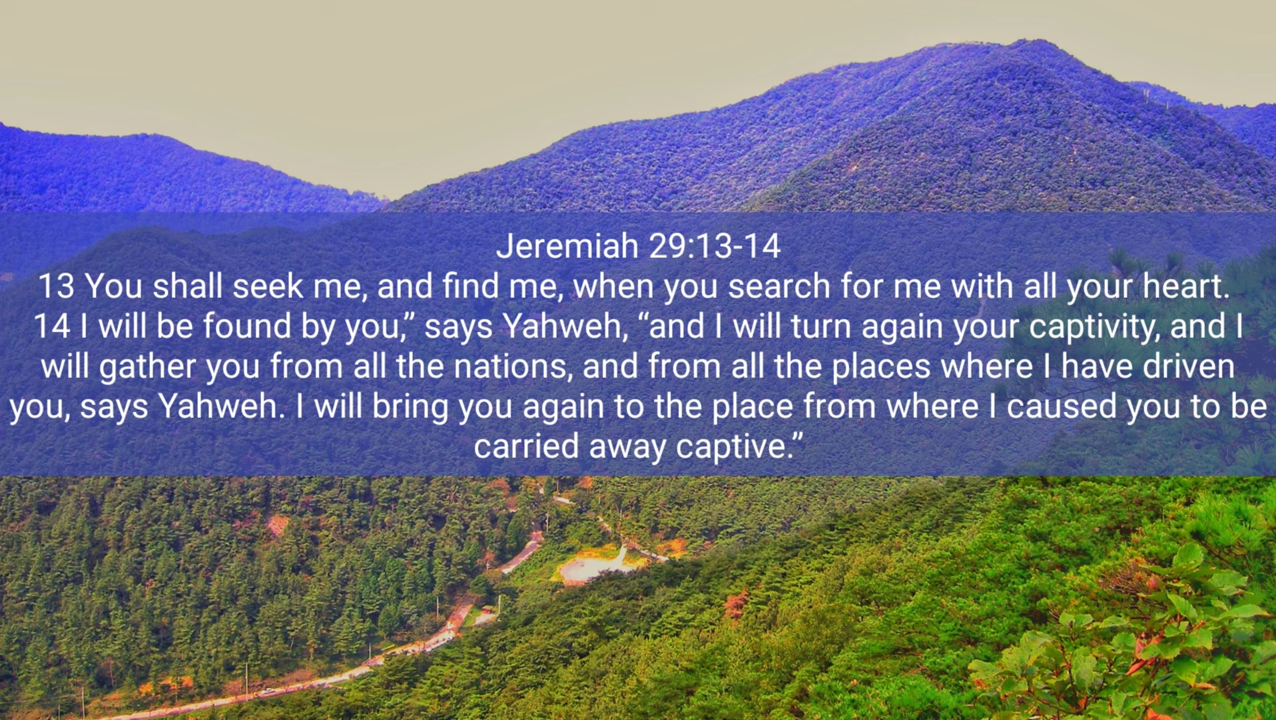 Jeremiah 29:13-14
13 You shall seek me, and find me, when you search for me with all your heart.
14 I will be found by you,” says Yahweh, “and I will turn again your captivity, and I
will gather you from all the nations, and from all the places where I have driven
you, says Yahweh. I will bring you again to the place from where I caused you to be
carried away captive.”